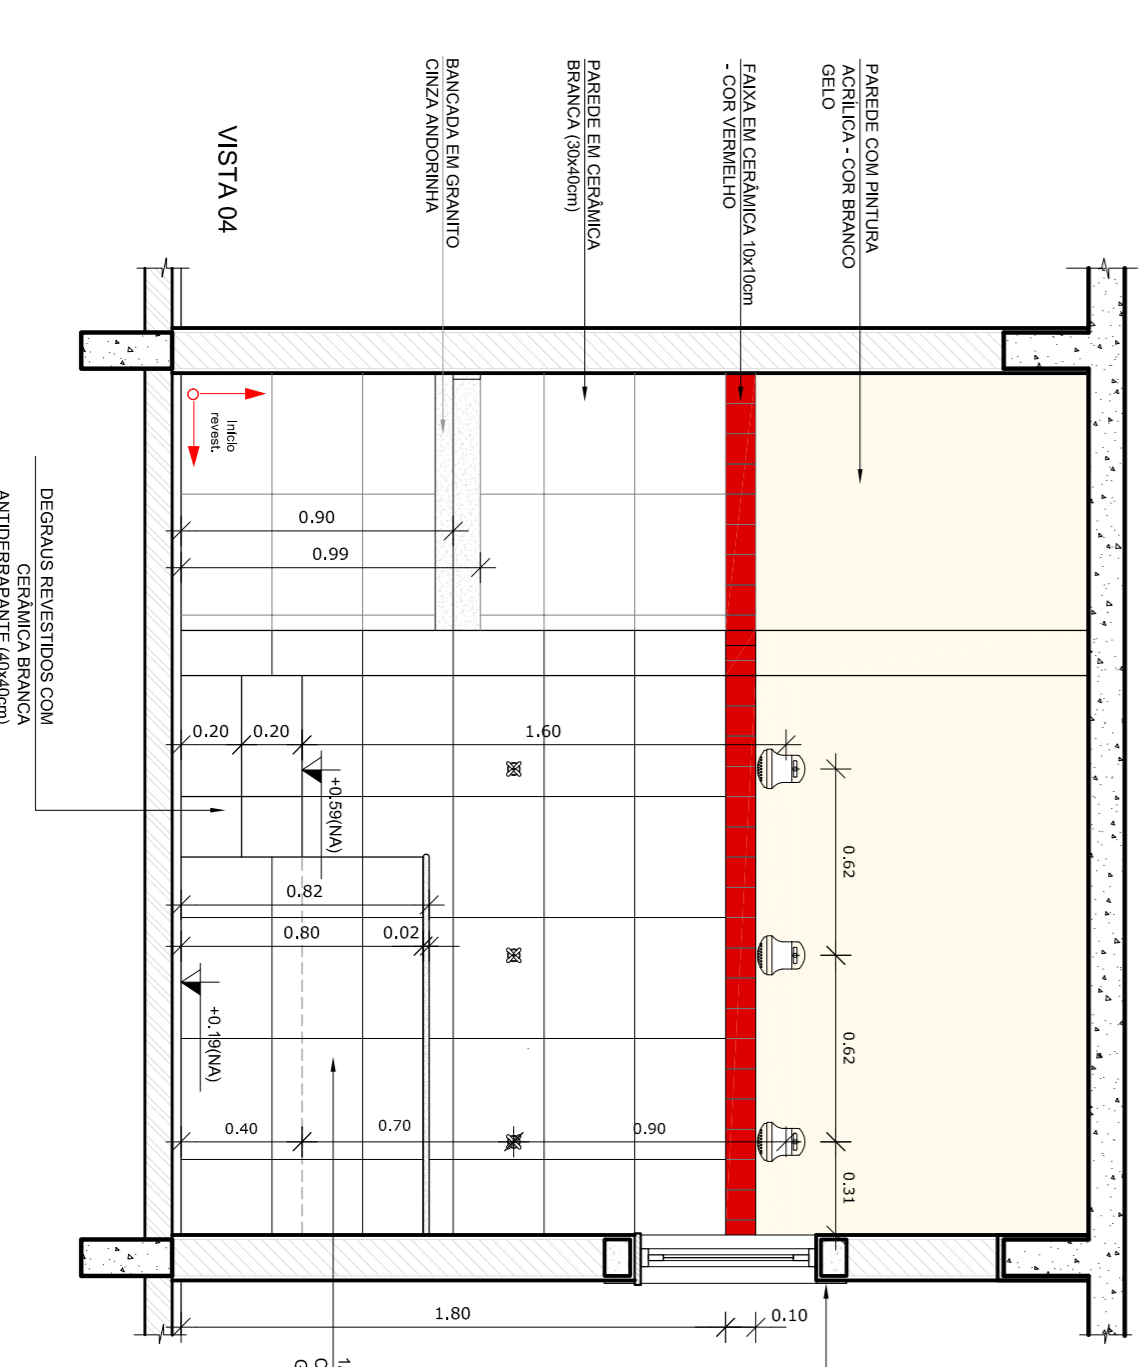 PAREDE COM PINTURA
ACRÍLICA - COR BRANCO
GELO
FAIXA EM CERÂMICA 10x10cm
- COR VERMELHO
PAREDE EM CERÂMICA
BRANCA (30x40cm)
BANCADA EM GRANITO
CINZA ANDORINHA
VISTA 04
Início
revest.
0.90
0.99
0.20
0.20
1.60
+0.59(NA)
0.62
0.62
0.31
0.82
0.80
0.02
+0.19(NA)
0.40
0.70
0.90
1.80
0.10
DEGRAUS REVESTIDOS COM
CERÂMICA BRANCA
ANTIDERRAPANTE (40x40cm)